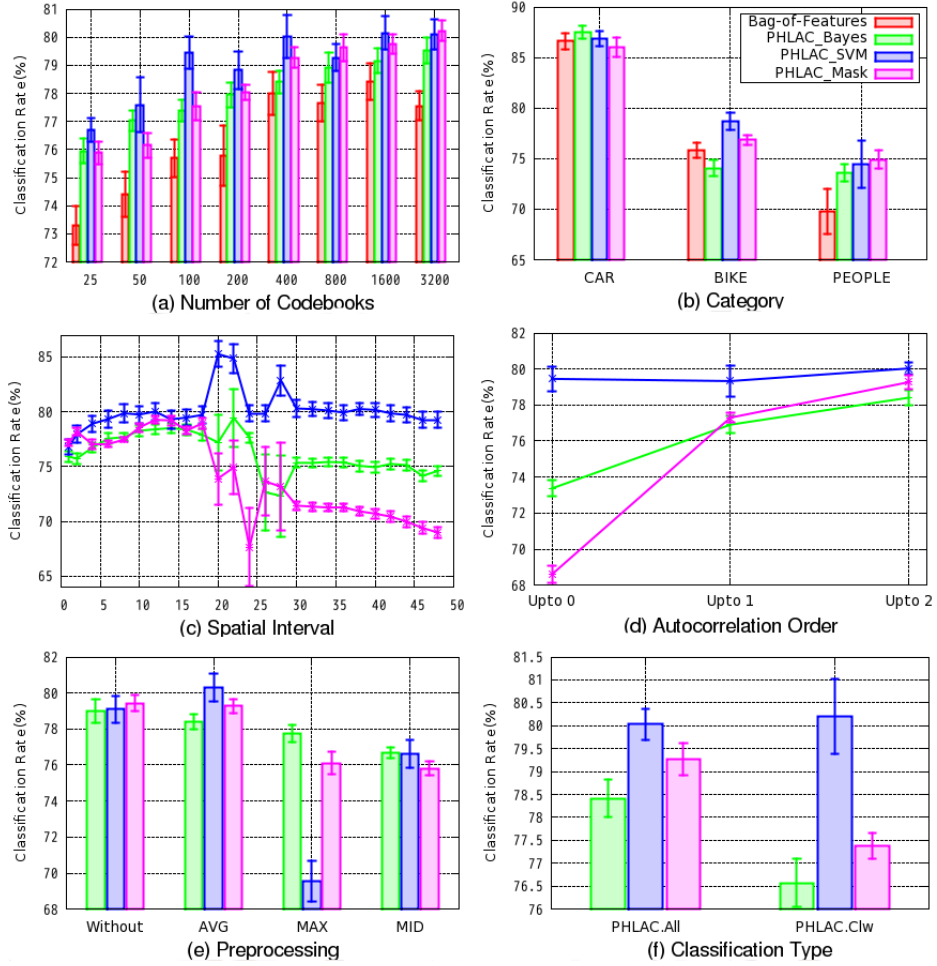 90
85
80
75
70
65
Classification Rate(%)
CAR BIKE PEOPLE
(b) Category
Bag-of-Features
PHLAC_Bayes
PHLAC_SVM
PHLAC_Mask
81
80
79
78
77
76
75
74
73
72
Classification Rate(%)
25 50 100 200 400 800 1600 3200
(a) Number of Codebooks
85
80
75
70
65
Classification Rate(%)
0 5 10 15 20 25 30 35 40 45 50
(c) Spatial Interval
82
80
78
76
74
72
70
68
Classification Rate(%)
Upto 0 Upto 1 Upto 2
(d) Autocorrelation Order
82
80
78
76
74
72
70
68
Classification Rate(%)
Without AVG MAX MID
(e) Preprocessing
81.5
81
80.5
80
79.5
79
78.5
78
77.5
77
76.5
76
Classification Rate(%)
PHLAC.All PHLAC.Clw
(f) Classification Type